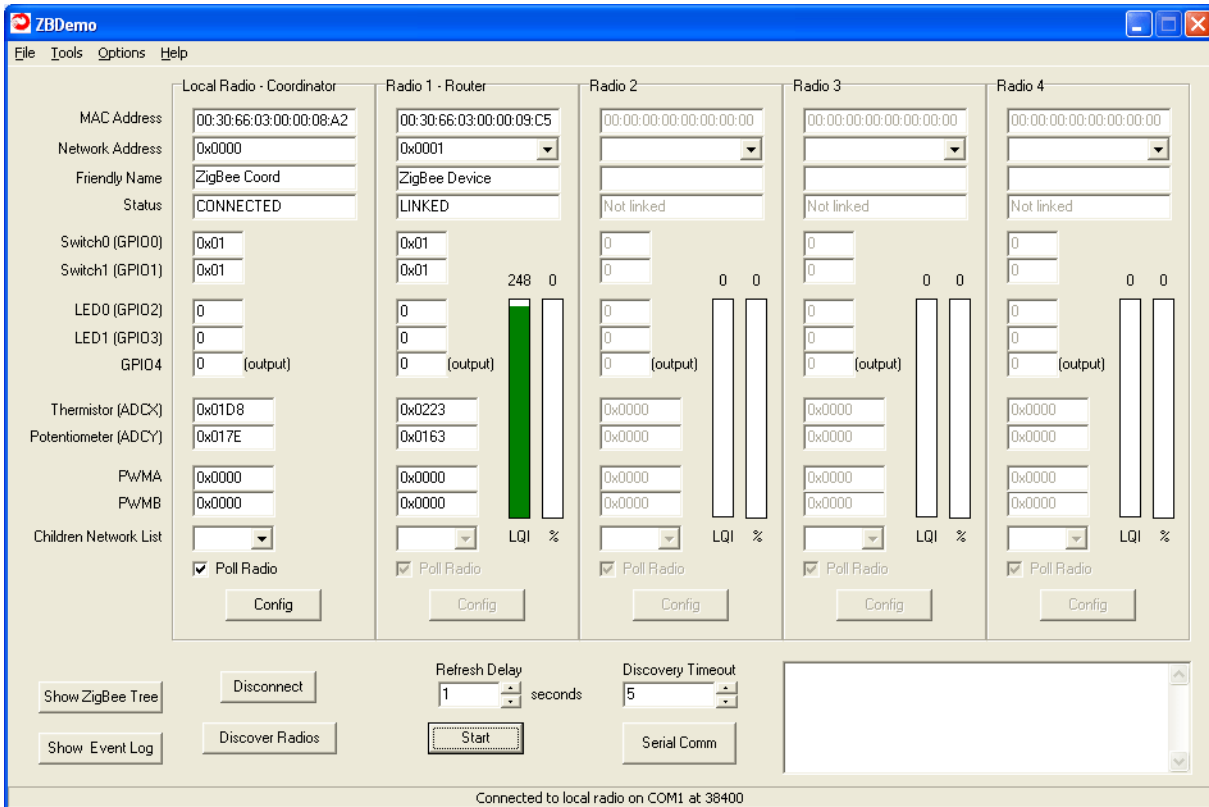 ZBDemo
File Tools Options Help
Local Radio - Coordinator Radio 1 - Router Radio 2 Radio 3 Radio 4
MAC Address 00:30:66:03:00:00:08:A2 00:30:66:03:00:00:09:C5 00:00:00:00:00:00:00:00 00:00:00:00:00:00:00:00 00:00:00:00:00:00:00:00
Network Address 0x0000 0x0001
Friendly Name ZigBee Coord ZigBee Device
Status CONNECTED LINKED Not linked Not linked Not linked
Switch0 (GPIO0) 0x01 0x01 0 0 0
Switch1 (GPIO1) 0x01 0x01 0 0 0
248 0 0 0 0 0 0 0
LED0 (GPIO2) 0 0 0 0 0
LED1 (GPIO3) 0 0 0 0 0
GPIO4 0 (output) 0 (output) 0 (output) 0 (output) 0 (output)
Thermistor (ADCX) 0x01D8 0x0223 0x0000 0x0000 0x0000
Potentiometer (ADCY) 0x017E 0x0163 0x0000 0x0000 0x0000
PWMA 0x0000 0x0000 0x0000 0x0000 0x0000
PWMB 0x0000 0x0000 0x0000 0x0000 0x0000
Children Network List LQI % LQI % LQI % LQI %
Poll Radio Poll Radio Poll Radio Poll Radio Poll Radio
Config Config Config Config Config
Refresh Delay Discovery Timeout
Show ZigBee Tree Disconnect 1 seconds 5
Show Event Log Discover Radios Start Serial Comm
Connected to local radio on COM1 at 38400